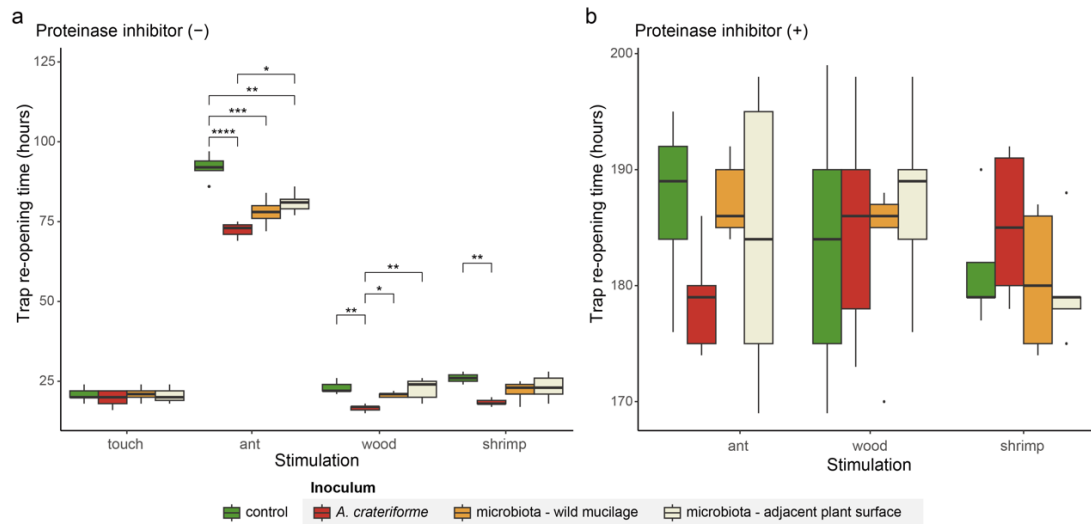 a
Proteinase inhibitor (−)
Trap re-opening time (hours)
125
100
75
50
25
*
**
***
****
**
*
**
**
touch ant wood shrimp
Stimulation
b
Proteinase inhibitor (+)
Trap re-opening time (hours)
200
190
180
170
ant wood shrimp
Stimulation
Inoculum
control A. crateriforme microbiota - wild mucilage microbiota - adjacent plant surface